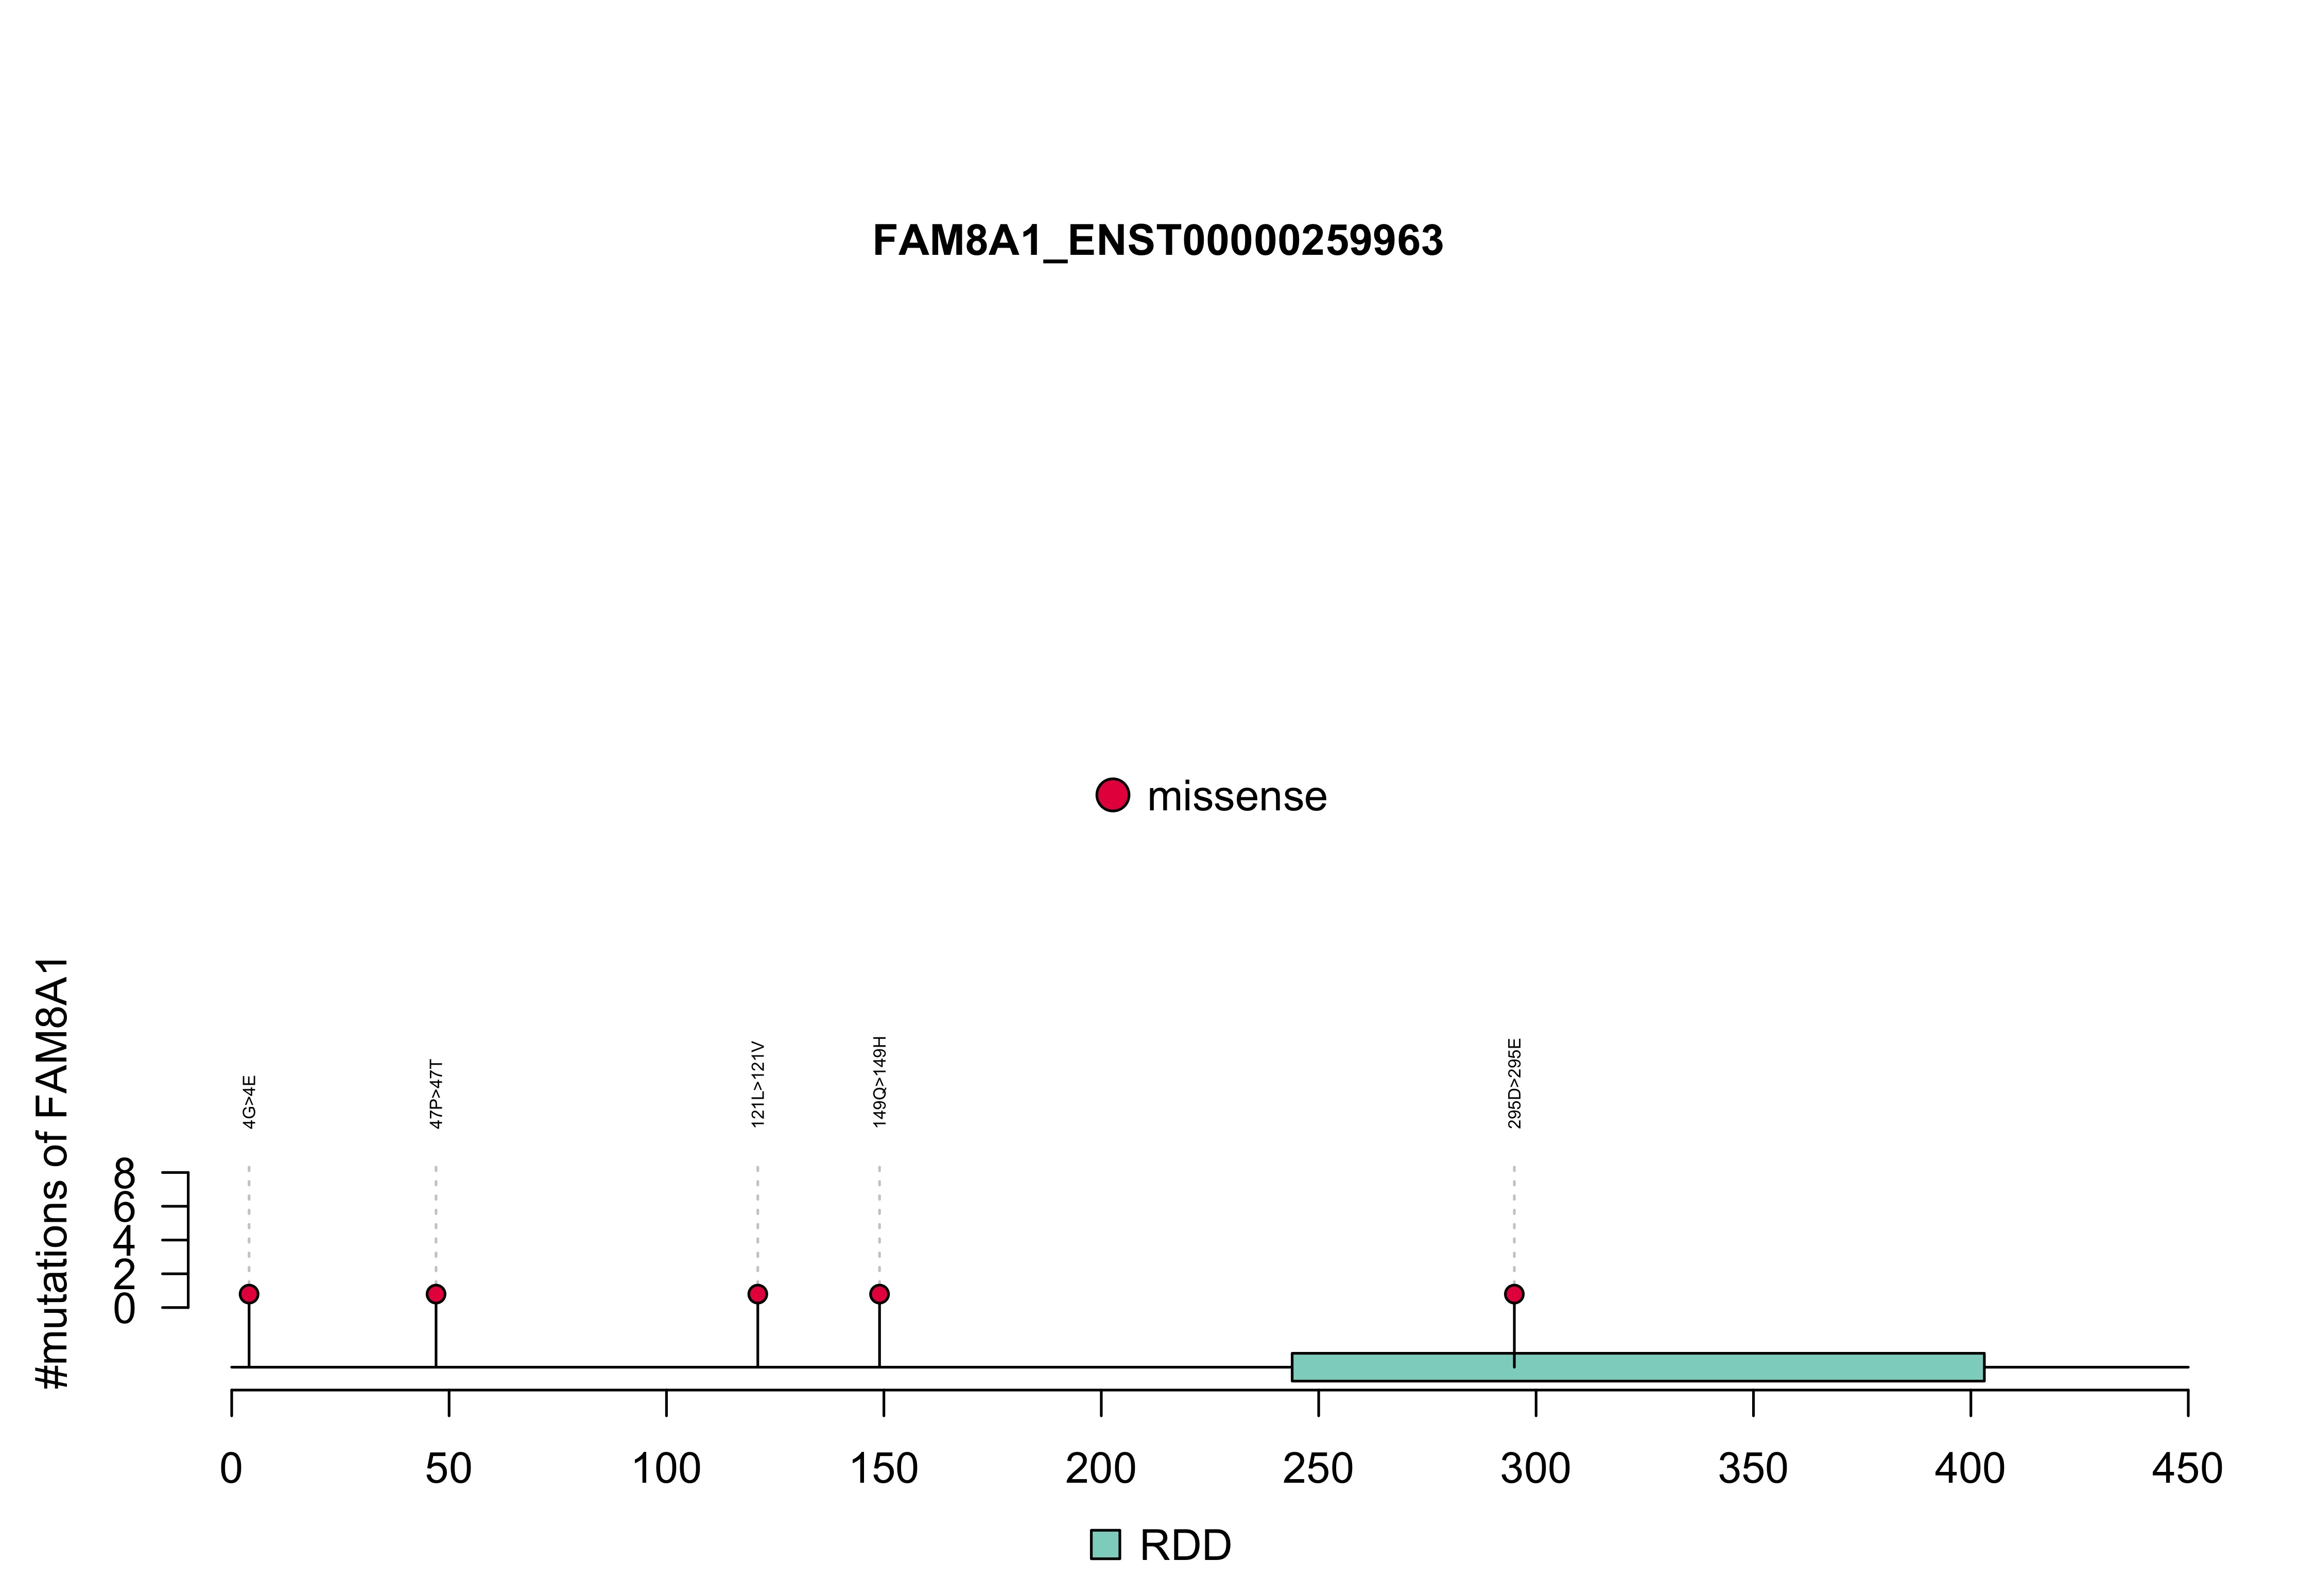 FAM8A1_ENST00000259963
missense
#mutations of FAM8A1
4G>4E
47P>47T
121L>121V
149Q>149H
295D>295E
8
6
4
2
0
0 50 100 150 200 250 300 350 400 450
RDD